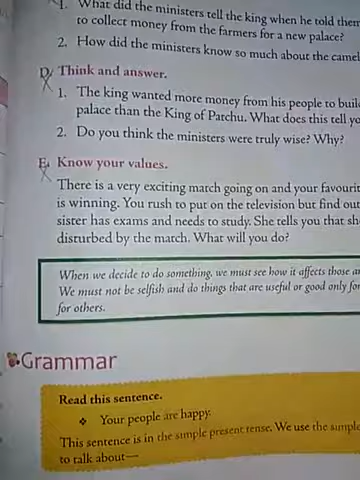 1. What did the ministers tell the king when he told them
to collect money from the farmers for a new palace?
2. How did the ministers know so much about the camel
D. Think and answer.
1. The king wanted more money from his people to build
palace than the King of Parchu. What does this tell yo
2. Do you think the ministers were truly wise? Why?
E. Know your values.
There is a very exciting match going on and your favourit
is winning. You rush to put on the television but find out
sister has exams and needs to study. She tells you that sh
disturbed by the match. What will you do?
When we decide to do something, we must see how it affects those ar
We must not be selfish and do things that are useful or good only for
for others.
Grammar
Read this sentence.
❖ Your people are happy.
This sentence is in the simple present tense. We use the simple
to talk about—